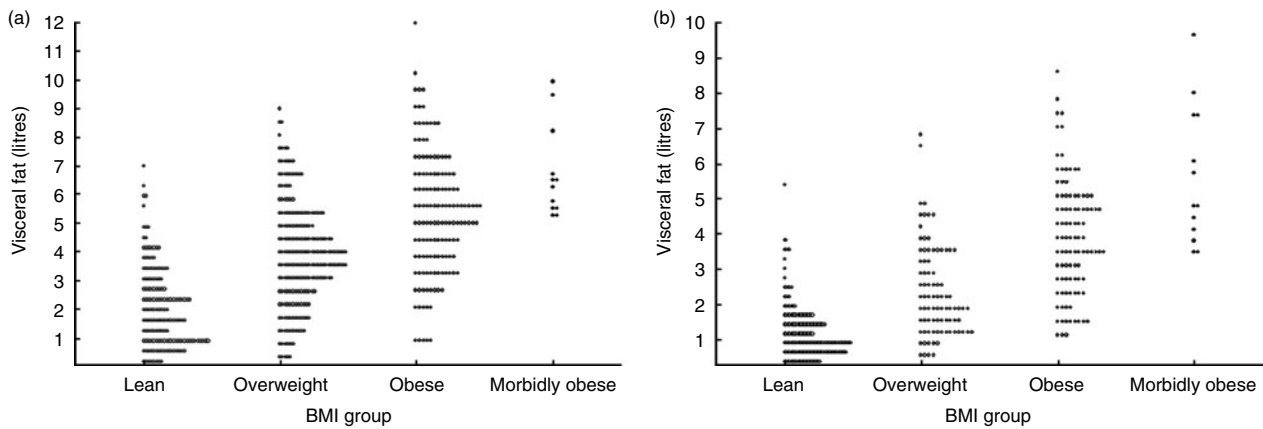 (a)
Visceral fat (litres)
12
11
10
9
8
7
6
5
4
3
2
1
Lean Overweight Obese Morbidly obese
BMI group
(b)
Visceral fat (litres)
10
9
8
7
6
5
4
3
2
1
Lean Overweight Obese Morbidly obese
BMI group